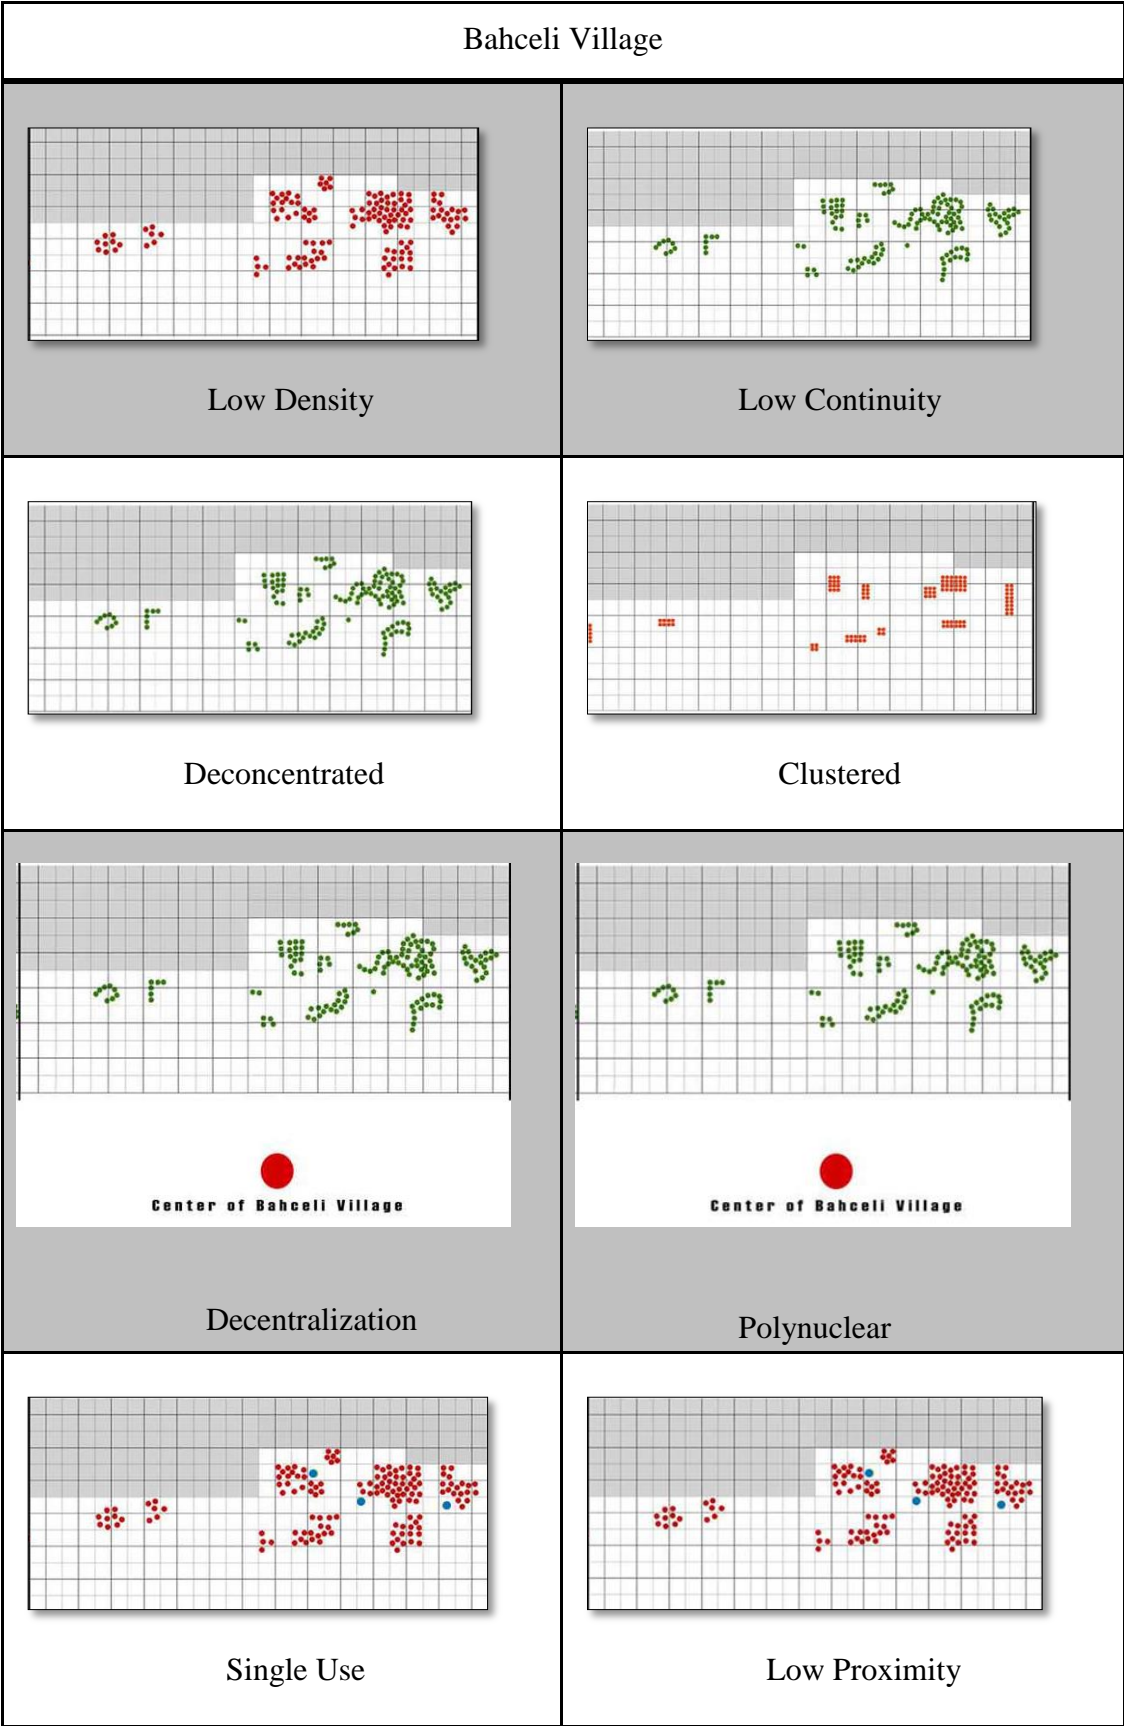 Bahceli Village
Low Density
Low Continuity
Deconcentrated
Clustered
Center of Bahceli Village
Center of Bahceli Village
Decentralization
Polynuclear
Single Use
Low Proximity